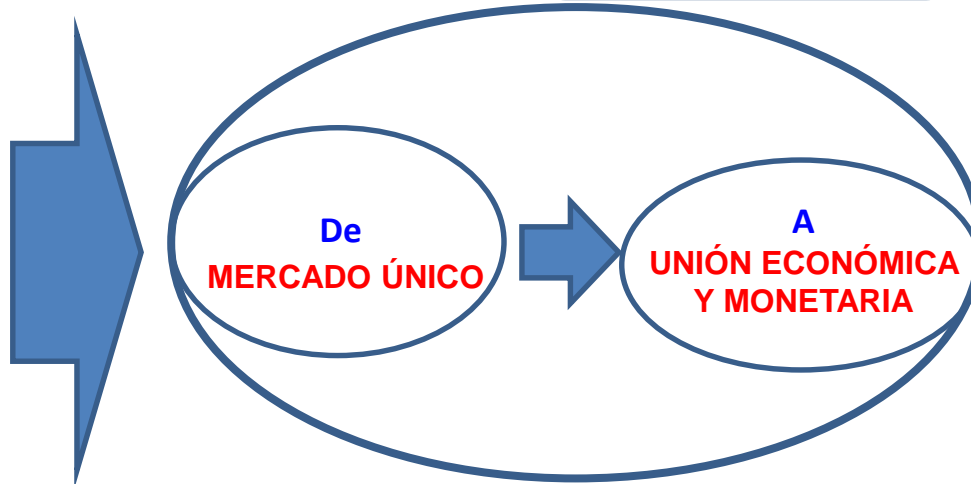 De
MERCADO ÚNICO
A
UNIÓN ECONÓMICA
Y MONETARIA